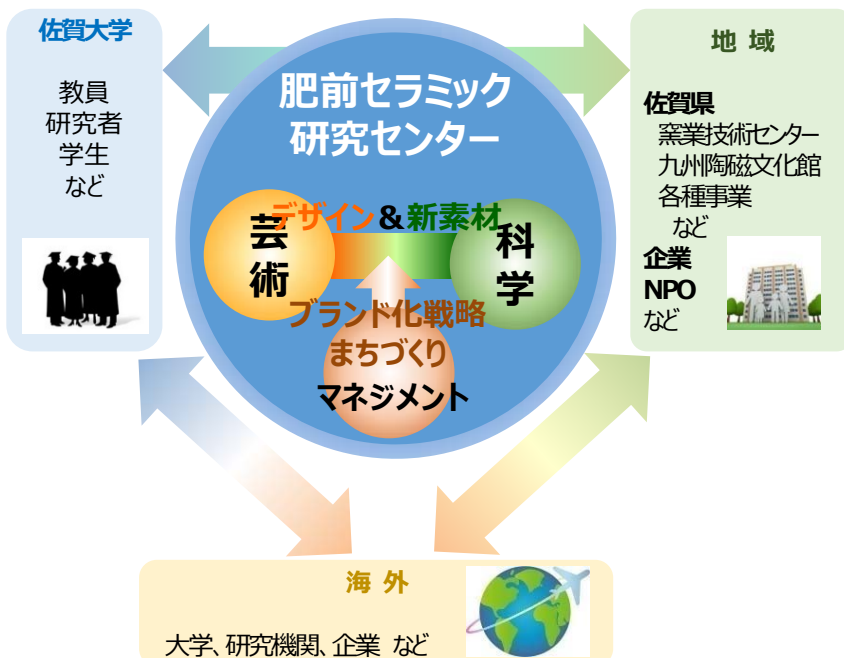 佐賀大学
教員
研究者
学生
など
肥前セラミック
研究センター
デザイン&新素材
芸術
科学
ブランド化戦略
まちづくり
マネジメント
地 域
佐賀県
窯業技術センター
九州陶磁文化館
各種事業
など
企業
NPO
など
海 外
大学、研究機関、企業 など